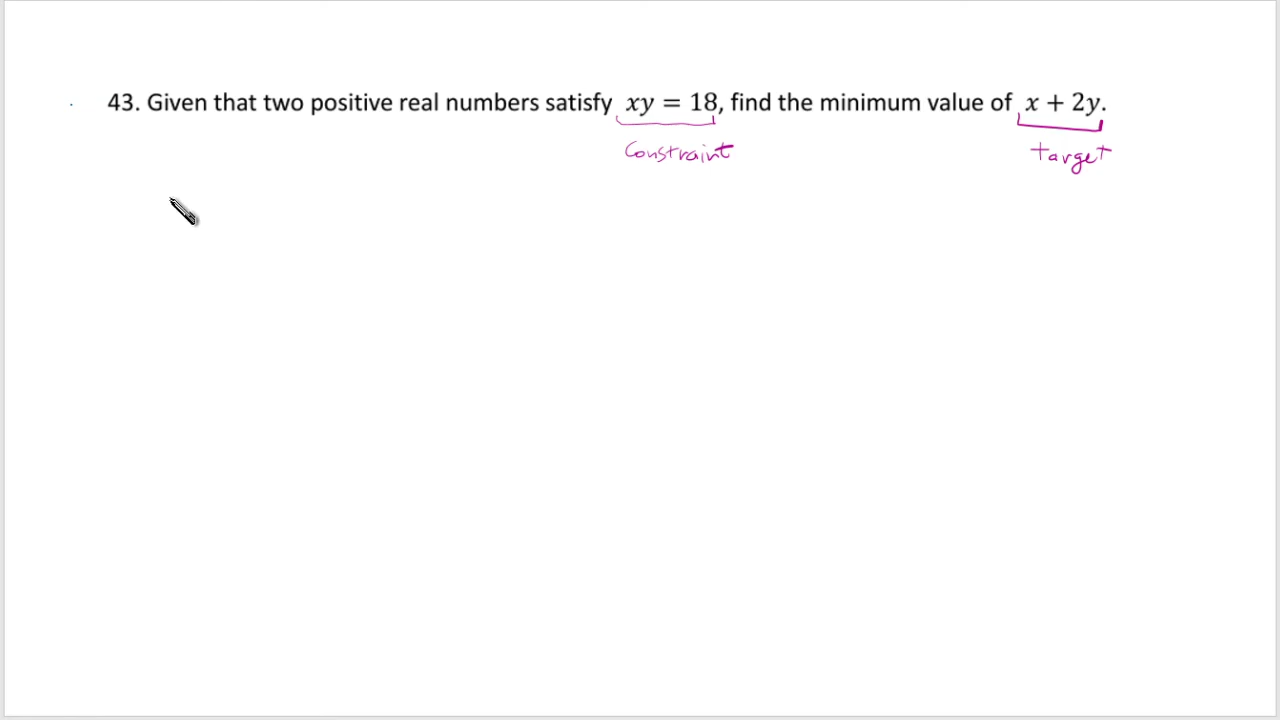 43. Given that two positive real numbers satisfy xy = 18, find the minimum value of x + 2y.
Constraint target